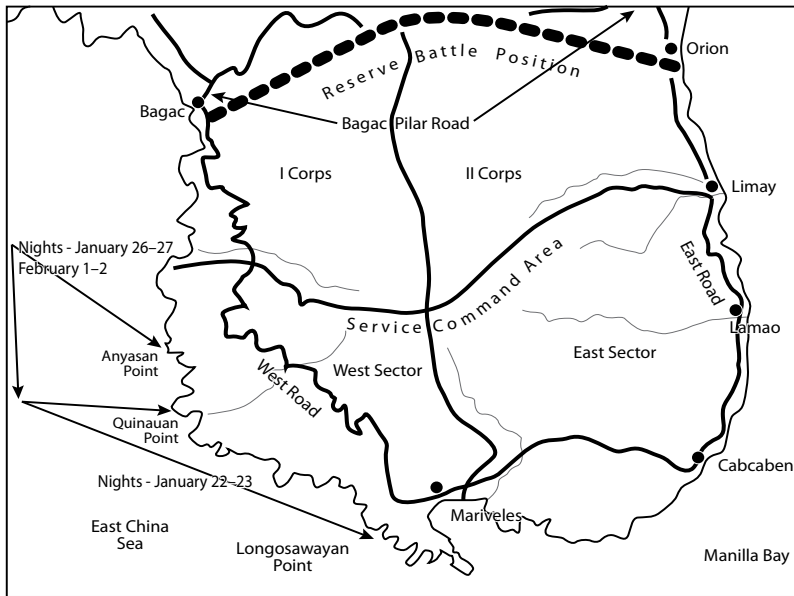 Orion
Reserve Battle Position
Bagac
Bagac Pilar Road
I Corps
II Corps
Limay
Nights - January 26–27
February 1–2
East Road
Service Command Area
Lamao
Anyasan
Point
West Road
West Sector
East Sector
Quinauan
Point
Cabcaben
Nights - January 22–23
Mariveles
East China
Sea
Longosawayan
Point
Manilla Bay